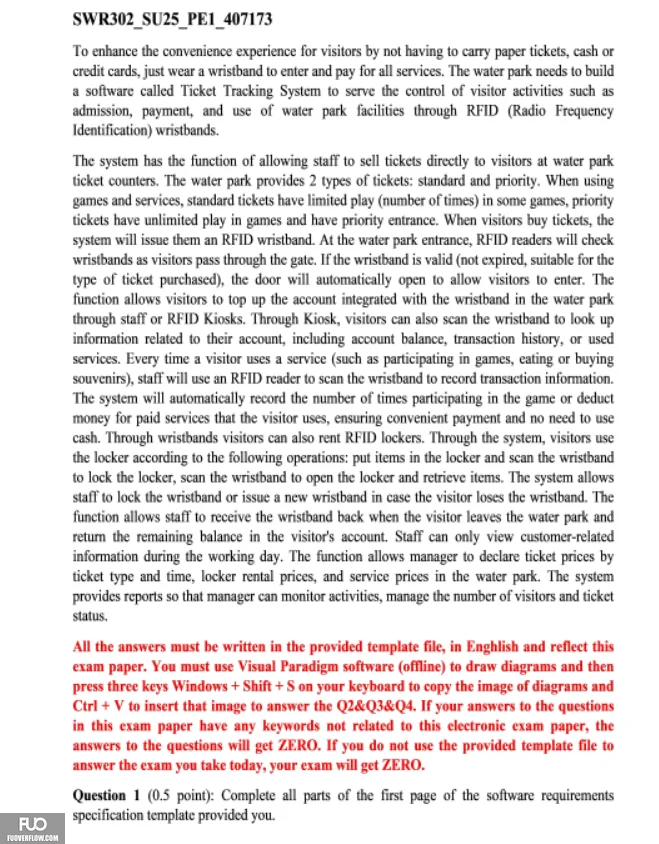 SWR302_SU25_PE1_407173
To enhance the convenience experience for visitors by not having to carry paper tickets, cash or
credit cards, just wear a wristband to enter and pay for all services. The water park needs to build
a software called Ticket Tracking System to serve the control of visitor activities such as
admission, payment, and use of water park facilities through RFID (Radio Frequency
Identification) wristbands.
The system has the function of allowing staff to sell tickets directly to visitors at water park
ticket counters. The water park provides 2 types of tickets: standard and priority. When using
games and services, standard tickets have limited play (number of times) in some games, priority
tickets have unlimited play in games and have priority entrance. When visitors buy tickets, the
system will issue them an RFID wristband. At the water park entrance, RFID readers will check
wristbands as visitors pass through the gate. If the wristband is valid (not expired, suitable for the
type of ticket purchased), the door will automatically open to allow visitors to enter. The
function allows visitors to top up the account integrated with the wristband in the water park
through staff or RFID Kiosks. Through Kiosk, visitors can also scan the wristband to look up
information related to their account, including account balance, transaction history, or used
services. Every time a visitor uses a service (such as participating in games, eating or buying
souvenirs), staff will use an RFID reader to scan the wristband to record transaction information.
The system will automatically record the number of times participating in the game or deduct
money for paid services that the visitor uses, ensuring convenient payment and no need to use
cash. Through wristbands visitors can also rent RFID lockers. Through the system, visitors use
the locker according to the following operations: put items in the locker and scan the wristband
to lock the locker, scan the wristband to open the locker and retrieve items. The system allows
staff to lock the wristband or issue a new wristband in case the visitor loses the wristband. The
function allows staff to receive the wristband back when the visitor leaves the water park and
return the remaining balance in the visitor's account. Staff can only view customer-related
information during the working day. The function allows manager to declare ticket prices by
ticket type and time, locker rental prices, and service prices in the water park. The system
provides reports so that manager can monitor activities, manage the number of visitors and ticket
status.
All the answers must be written in the provided template file, in Enghlish and reflect this
exam paper. You must use Visual Paradigm software (offline) to draw diagrams and then
press three keys Windows + Shift + S on your keyboard to copy the image of diagrams and
Ctrl + V to insert that image to answer the Q2&Q3&Q4. If your answers to the questions
in this exam paper have any keywords not related to this electronic exam paper, the
answers to the questions will get ZERO. If you do not use the provided template file to
answer the exam you take today, your exam will get ZERO.
Question 1 (0.5 point): Complete all parts of the first page of the software requirements
specification template provided you.
FUO
FUOVERFLOW.COM